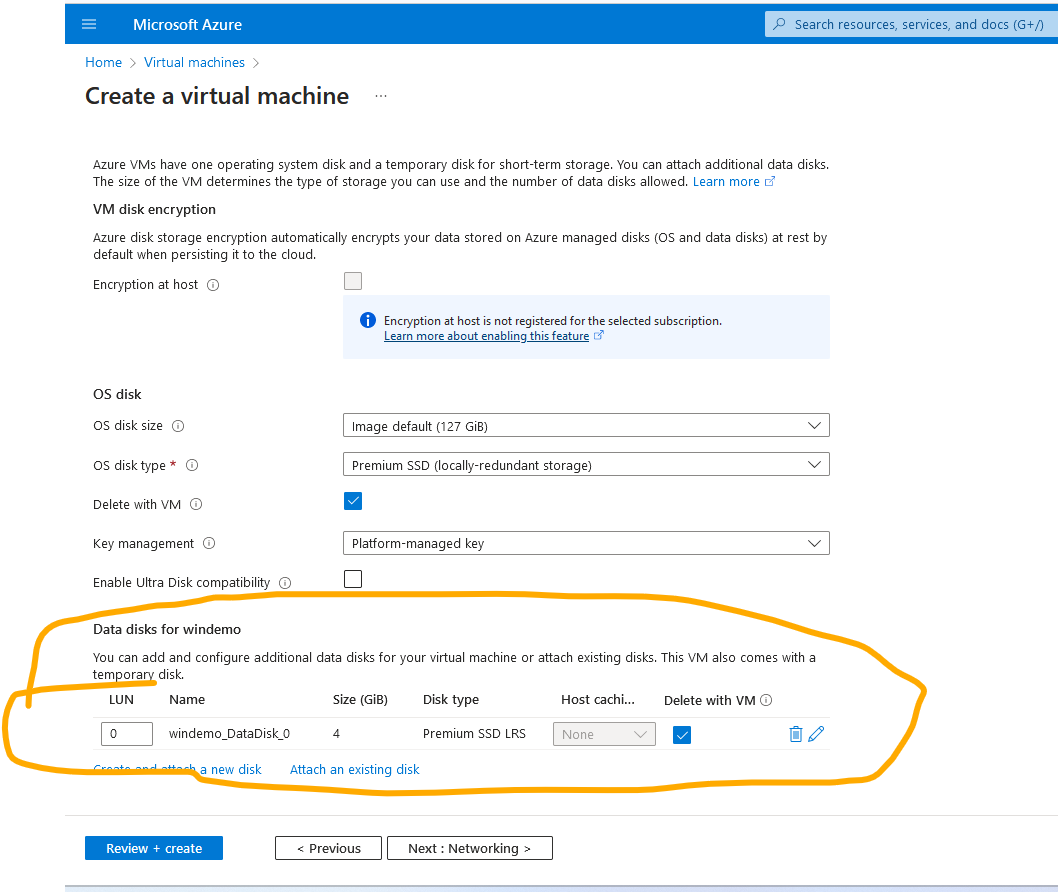 Microsoft Azure
Search resources, services, and docs (G+/)
Home > Virtual machines >
Create a virtual machine ...
Azure VMs have one operating system disk and a temporary disk for short-term storage. You can attach additional data disks.
The size of the VM determines the type of storage you can use and the number of data disks allowed. Learn more
VM disk encryption
Azure disk storage encryption automatically encrypts your data stored on Azure managed disks (OS and data disks) at rest by
default when persisting it to the cloud.
Encryption at host
Encryption at host is not registered for the selected subscription.
Learn more about enabling this feature
OS disk
OS disk size
Image default (127 GiB)
OS disk type *
Premium SSD (locally-redundant storage)
Delete with VM
Key management
Platform-managed key
Enable Ultra Disk compatibility
Data disks for windemo
You can add and configure additional data disks for your virtual machine or attach existing disks. This VM also comes with a
temporary disk.
LUN Name Size (GiB) Disk type Host cachi... Delete with VM
0 windemo_DataDisk_0 4 Premium SSD LRS None
Create and attach a new disk Attach an existing disk
Review + create < Previous Next : Networking >